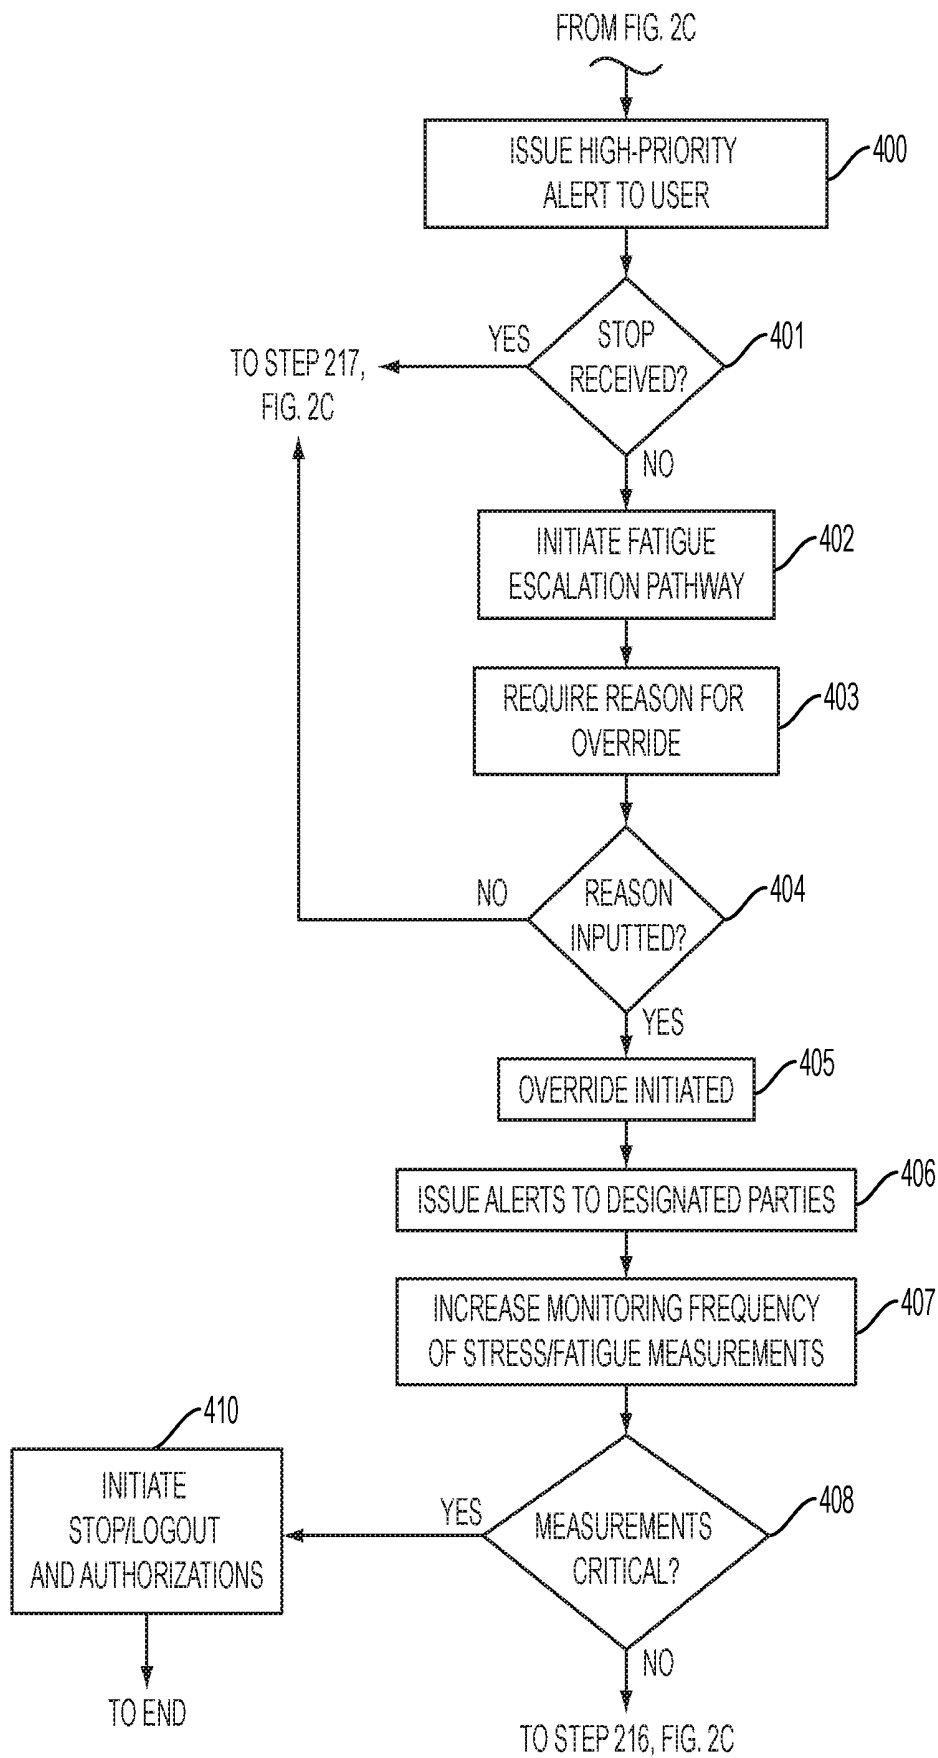 FROM FIG. 2C
ISSUE HIGH-PRIORITY
ALERT TO USER
400
STOP
RECEIVED?
401
YES
TO STEP 217,
FIG. 2C
NO
INITIATE FATIGUE
ESCALATION PATHWAY
402
REQUIRE REASON FOR
OVERRIDE
403
REASON
INPUTTED?
404
NO
YES
OVERRIDE INITIATED
405
ISSUE ALERTS TO DESIGNATED PARTIES
406
INCREASE MONITORING FREQUENCY
OF STRESS/FATIGUE MEASUREMENTS
407
MEASUREMENTS
CRITICAL?
408
YES
410
INITIATE
STOP/LOGOUT
AND AUTHORIZATIONS
TO END
NO
TO STEP 216, FIG. 2C